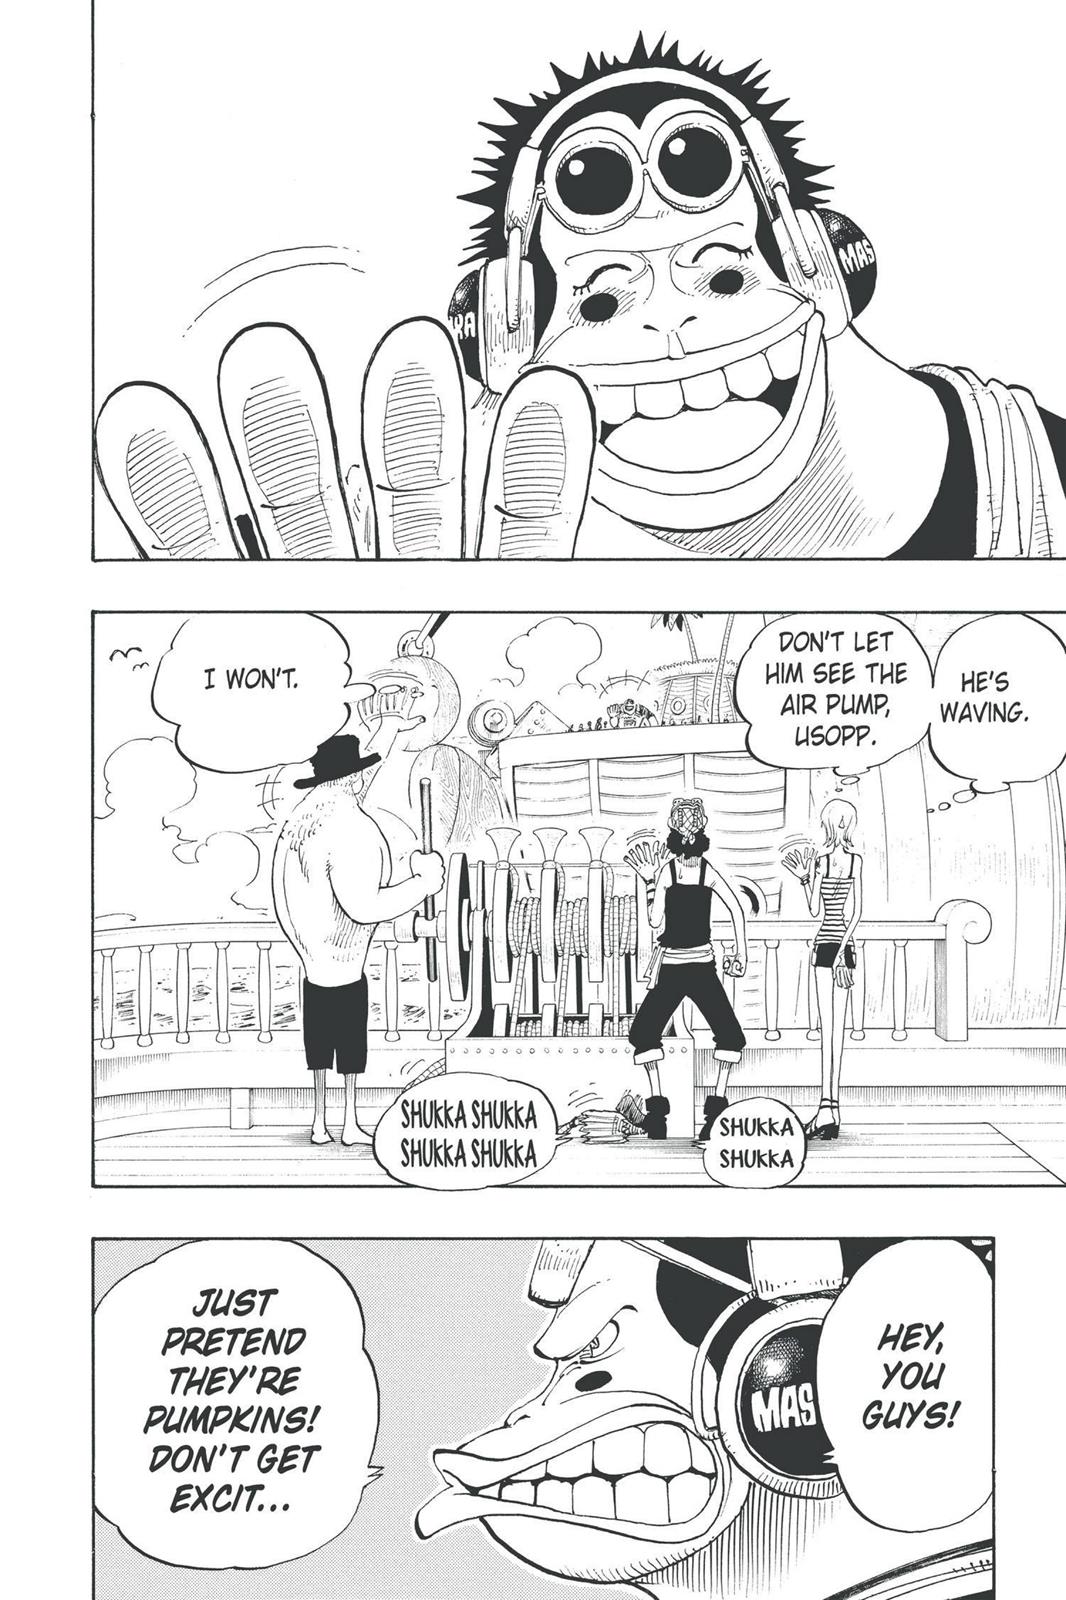 MAS
RA
HE'S
WAVING.
DON'T LET
HIM SEE THE
AIR PUMP,
USOPP.
I WON'T.
SHUKKA SHUKKA
SHUKKA SHUKKA
SHUKKA
SHUKKA
HEY,
YOU
GUYS!
MAS
JUST
PRETEND
THEY'RE
PUMPKINS!
DON'T GET
EXCIT...